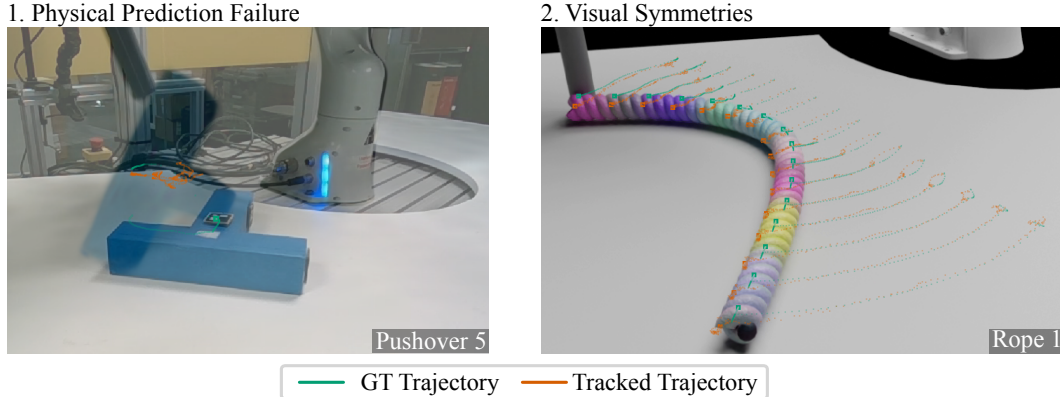 1. Physical Prediction Failure
2. Visual Symmetries
Pushover 5
Rope 1
GT Trajectory
Tracked Trajectory